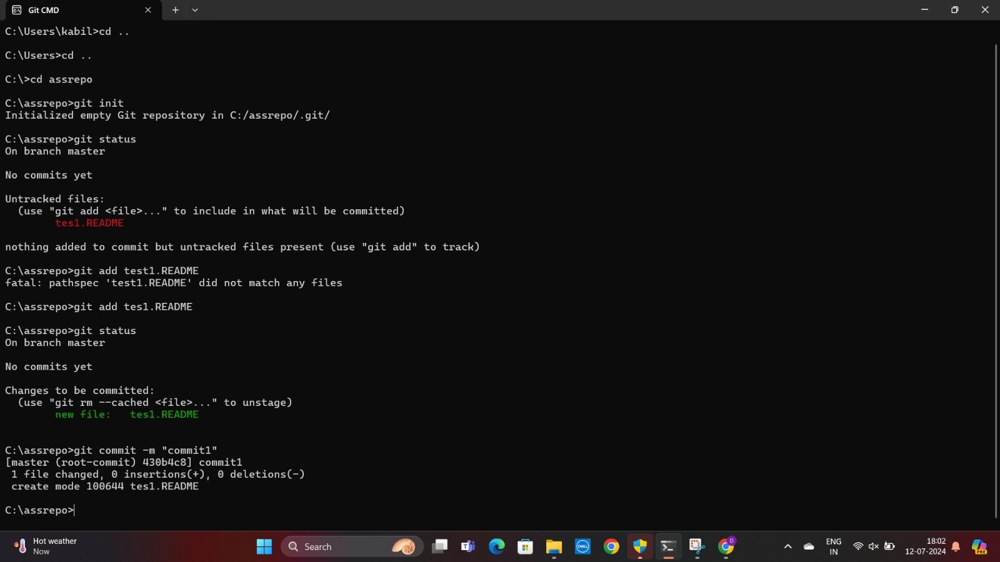 Git CMD
C:\Users\kabil>cd ..
C:\Users>cd ..
C:\>cd assrepo
C:\assrepo>git init
Initialized empty Git repository in C:/assrepo/.git/
C:\assrepo>git status
On branch master
No commits yet
Untracked files:
  (use "git add <file>..." to include in what will be committed)
        tes1.README
nothing added to commit but untracked files present (use "git add" to track)
C:\assrepo>git add test1.README
fatal: pathspec 'test1.README' did not match any files
C:\assrepo>git add tes1.README
C:\assrepo>git status
On branch master
No commits yet
Changes to be committed:
  (use "git rm --cached <file>..." to unstage)
        new file:   tes1.README
C:\assrepo>git commit -m "commit1"
[master (root-commit) 430b4c8] commit1
 1 file changed, 0 insertions(+), 0 deletions(-)
 create mode 100644 tes1.README
C:\assrepo>
Hot weather
Now
Search
DELL
D
ENG
IN
18:02
12-07-2024
PRE